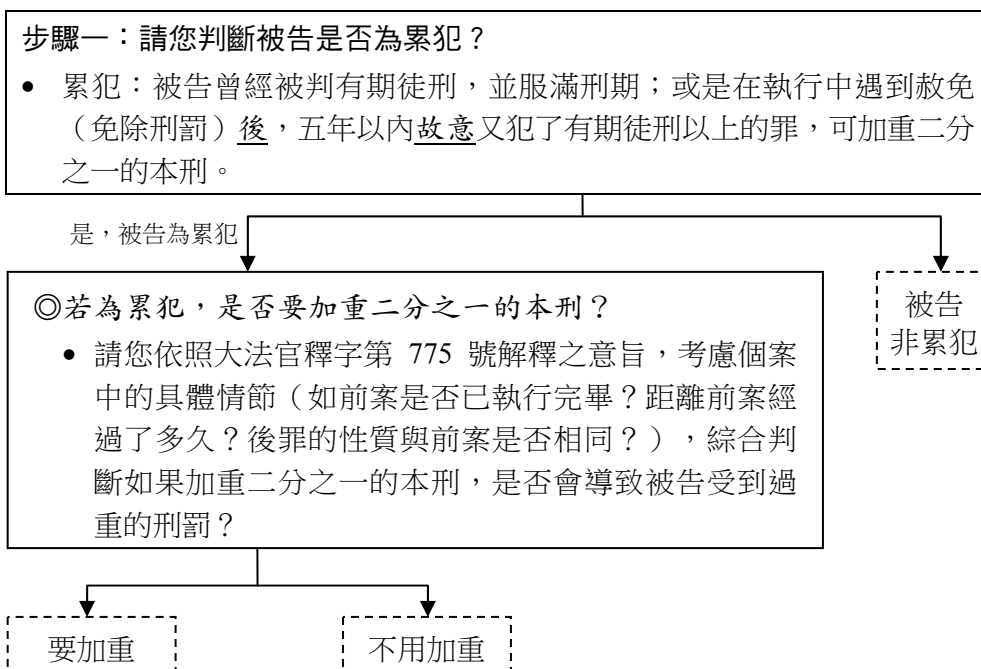 步驟一：請您判斷被告是否為累犯？
• 累犯：被告曾經被判有期徒刑，並服滿刑期；或是在執行中遇到赦免
（免除刑罰）後，五年以內故意又犯了有期徒刑以上的罪，可加重二分
之一的本刑。
是，被告為累犯
◎若為累犯，是否要加重二分之一的本刑？
• 請您依照大法官釋字第 775 號解釋之意旨，考慮個案
中的具體情節（如前案是否已執行完畢？距離前案經
過了多久？後罪的性質與前案是否相同？），綜合判
斷如果加重二分之一的本刑，是否會導致被告受到過
重的刑罰？
被告
非累犯
要加重
不用加重